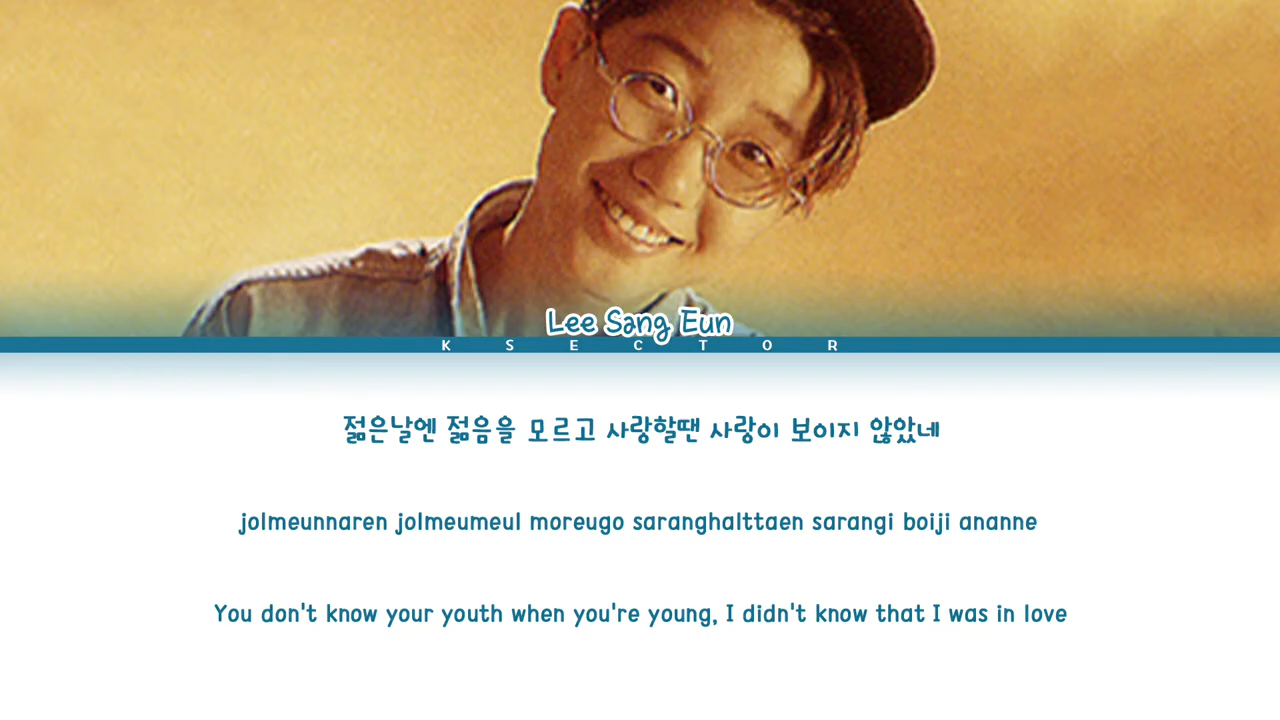 Lee Sang Eun
K S E C T O R
젊은날엔 젊음을 모르고 사랑할땐 사랑이 보이지 않았네
jolmeunnaren jolmeumeul moreugo saranghalttaen sarangi boiji ananne
You don't know your youth when you're young, I didn't know that I was in love